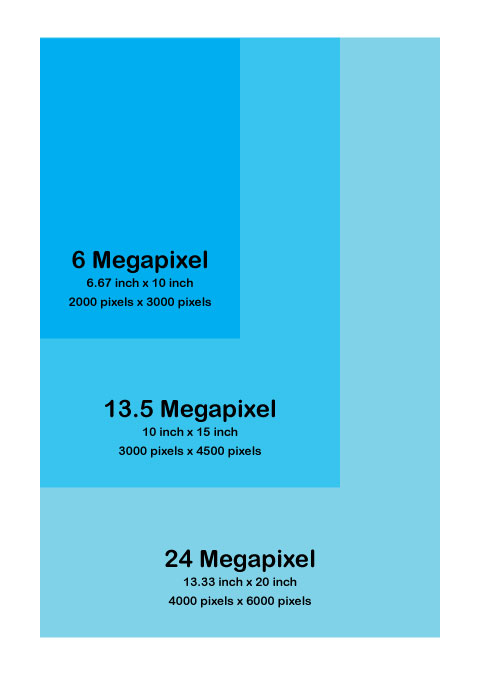 6 Megapixel
6.67 inch x 10 inch
2000 pixels x 3000 pixels
13.5 Megapixel
10 inch x 15 inch
3000 pixels x 4500 pixels
24 Megapixel
13.33 inch x 20 inch
4000 pixels x 6000 pixels